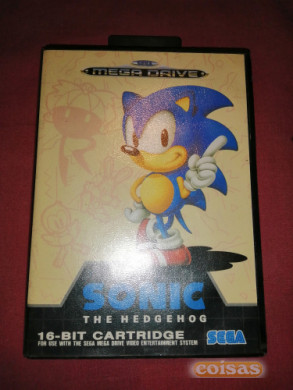 SEGA
MEGA DRIVE
SONIC
THE HEDGEHOG
16-BIT CARTRIDGE
FOR USE WITH THE SEGA MEGA DRIVE VIDEO ENTERTAINMENT SYSTEM
SEGA
coisas